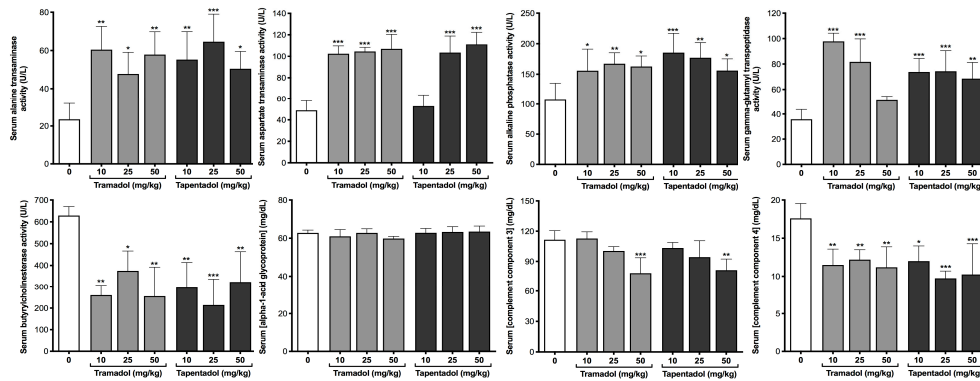 Serum alanine transaminase
activity (U/L)
80
60
40
20
0
** * ** ** *** *
0 10 25 50 10 25 50
Tramadol (mg/kg) Tapentadol (mg/kg)
Serum aspartate transaminase activity (U/L)
140
120
100
80
60
40
20
0
*** *** *** *** ***
0 10 25 50 10 25 50
Tramadol (mg/kg) Tapentadol (mg/kg)
Serum alkaline phosphatase activity (U/L)
250
200
150
100
50
0
* ** * *** ** *
0 10 25 50 10 25 50
Tramadol (mg/kg) Tapentadol (mg/kg)
Serum gamma-glutamyl transpeptidase
activity (U/L)
120
100
80
60
40
20
0
*** *** *** *** **
0 10 25 50 10 25 50
Tramadol (mg/kg) Tapentadol (mg/kg
Serum butyrylcholinesterase activity (U/L)
700
600
500
400
300
200
100
0
** * ** ** *** **
0 10 25 50 10 25 50
Tramadol (mg/kg) Tapentadol (mg/kg)
Serum [alpha-1-acid glycoprotein] (mg/dL)
80
60
40
20
0
0 10 25 50 10 25 50
Tramadol (mg/kg) Tapentadol (mg/kg)
Serum [complement component 3] (mg/dL)
150
120
90
60
30
0
*** **
0 10 25 50 10 25 50
Tramadol (mg/kg) Tapentadol (mg/kg)
Serum [complement component 4] (mg/dL)
20
15
10
5
0
** ** ** * *** ***
0 10 25 50 10 25 50
Tramadol (mg/kg) Tapentadol (mg/kg